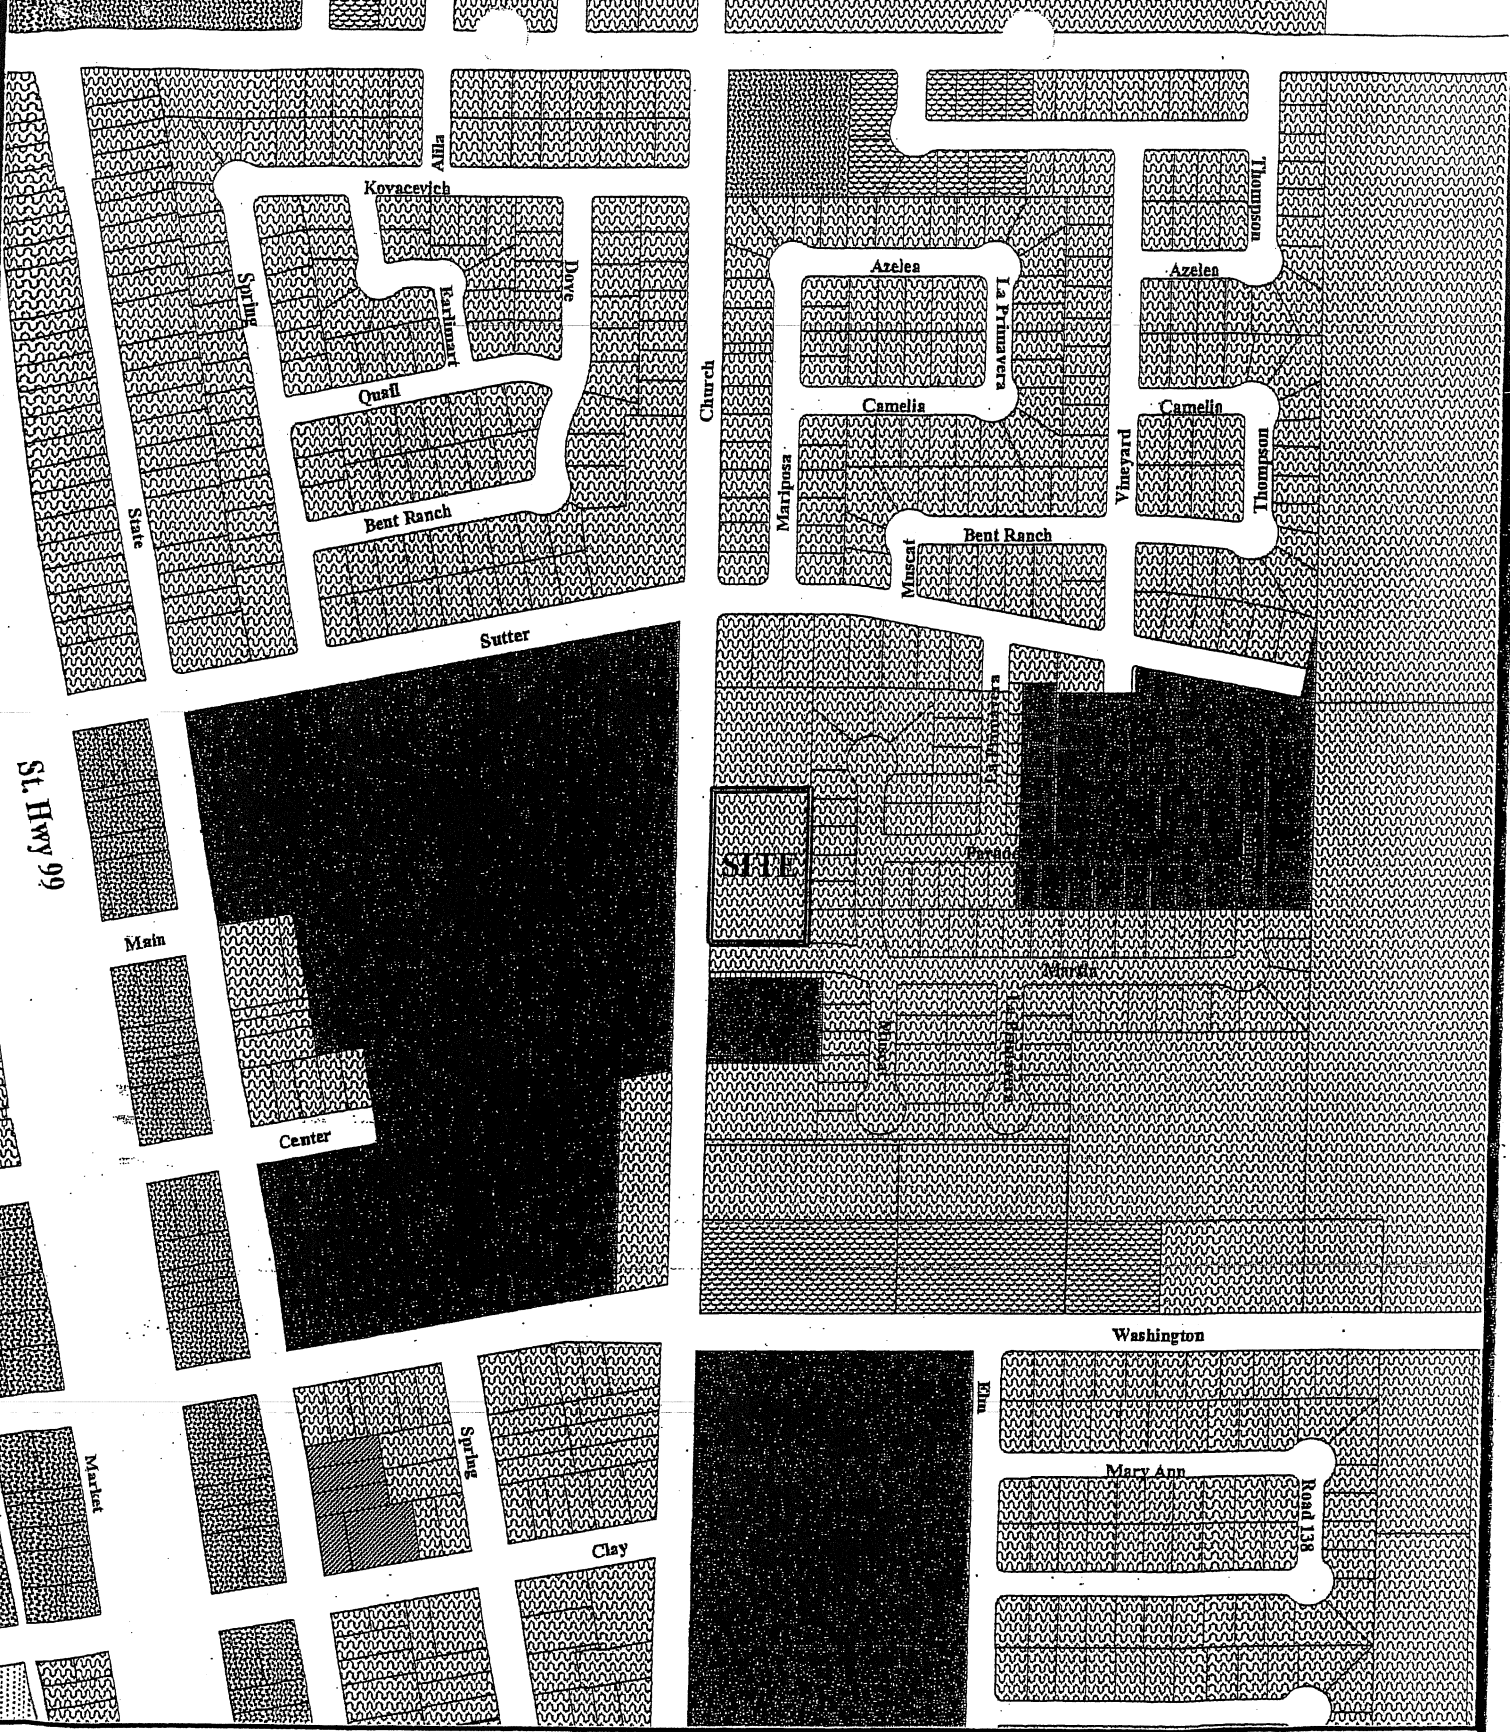 Alila
Kovacevich
Thompson
Azelea
Azelea
Spring
Earlimart
Dove
La Primavera
Quail
Church
Camelia
Camelia
Mariposa
Vineyard
Thompson
State
Bent Ranch
Bent Ranch
Muscat
Sutter
La Primavera
St. Hwy 99
SITE
Main
Center
Washington
Elm
Spring
Market
Mary Ann
Road 138
Clay